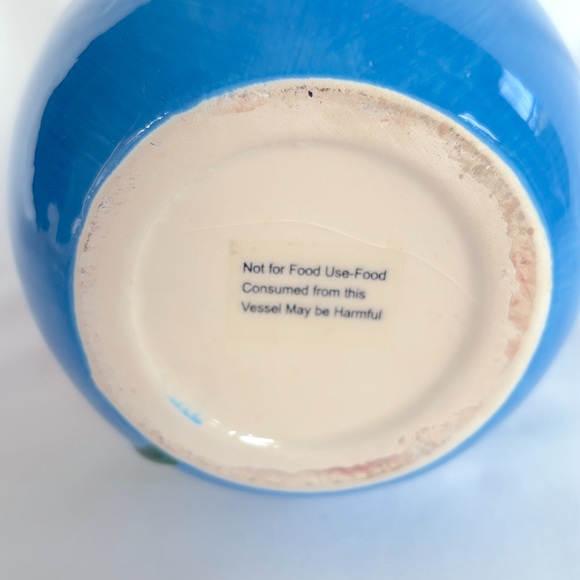 Not for Food Use-Food
Consumed from this
Vessel May be Harmful